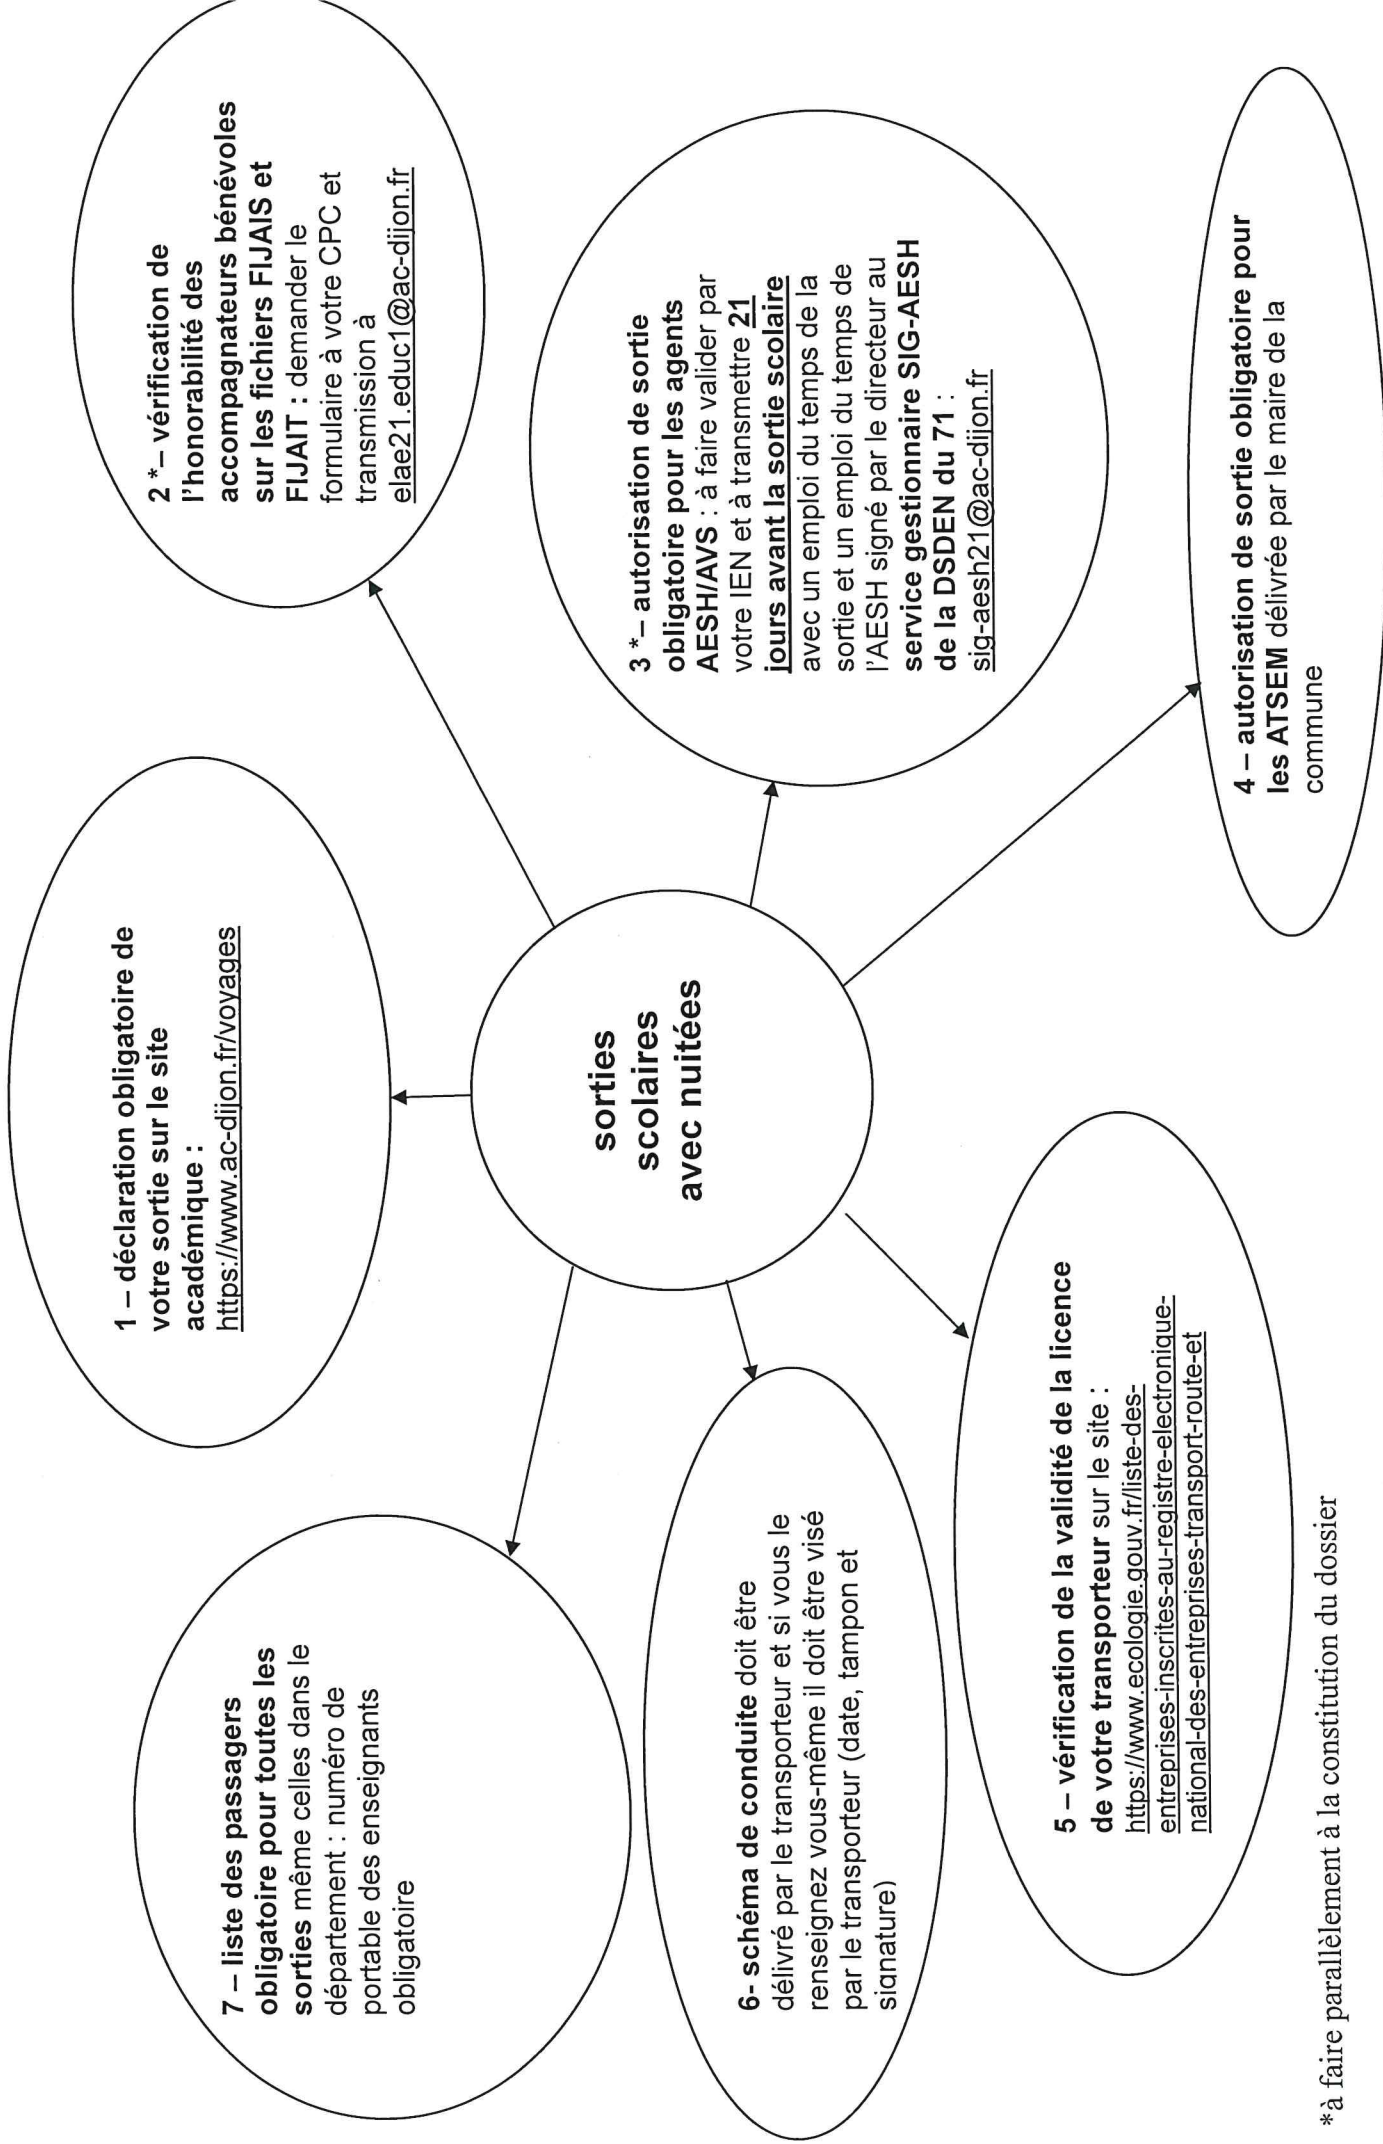 1 – déclaration obligatoire de
votre sortie sur le site
académique :
https://www.ac-dijon.fr/voyages
2 *– vérification de
l'honorabilité des
accompagnateurs bénévoles
sur les fichiers FIJAIS et
FIJAIT : demander le
formulaire à votre CPC et
transmission à
elae21.educ1@ac-dijon.fr
3 *– autorisation de sortie
obligatoire pour les agents
AESH/AVS : à faire valider par
votre IEN et à transmettre 21
jours avant la sortie scolaire
avec un emploi du temps de la
sortie et un emploi du temps de
l'AESH signé par le directeur au
service gestionnaire SIG-AESH
de la DSDEN du 71 :
sig-aesh21@ac-dijon.fr
4 – autorisation de sortie obligatoire pour
les ATSEM délivrée par le maire de la
commune
sorties
scolaires
avec nuitées
5 – vérification de la validité de la licence
de votre transporteur sur le site :
https://www.ecologie.gouv.fr/liste-des-
entreprises-inscrites-au-registre-electronique-
national-des-entreprises-transport-route-et
6- schéma de conduite doit être
délivré par le transporteur et si vous le
renseignez vous-même il doit être visé
par le transporteur (date, tampon et
signature)
7 – liste des passagers
obligatoire pour toutes les
sorties même celles dans le
département : numéro de
portable des enseignants
obligatoire
*à faire parallèlement à la constitution du dossier